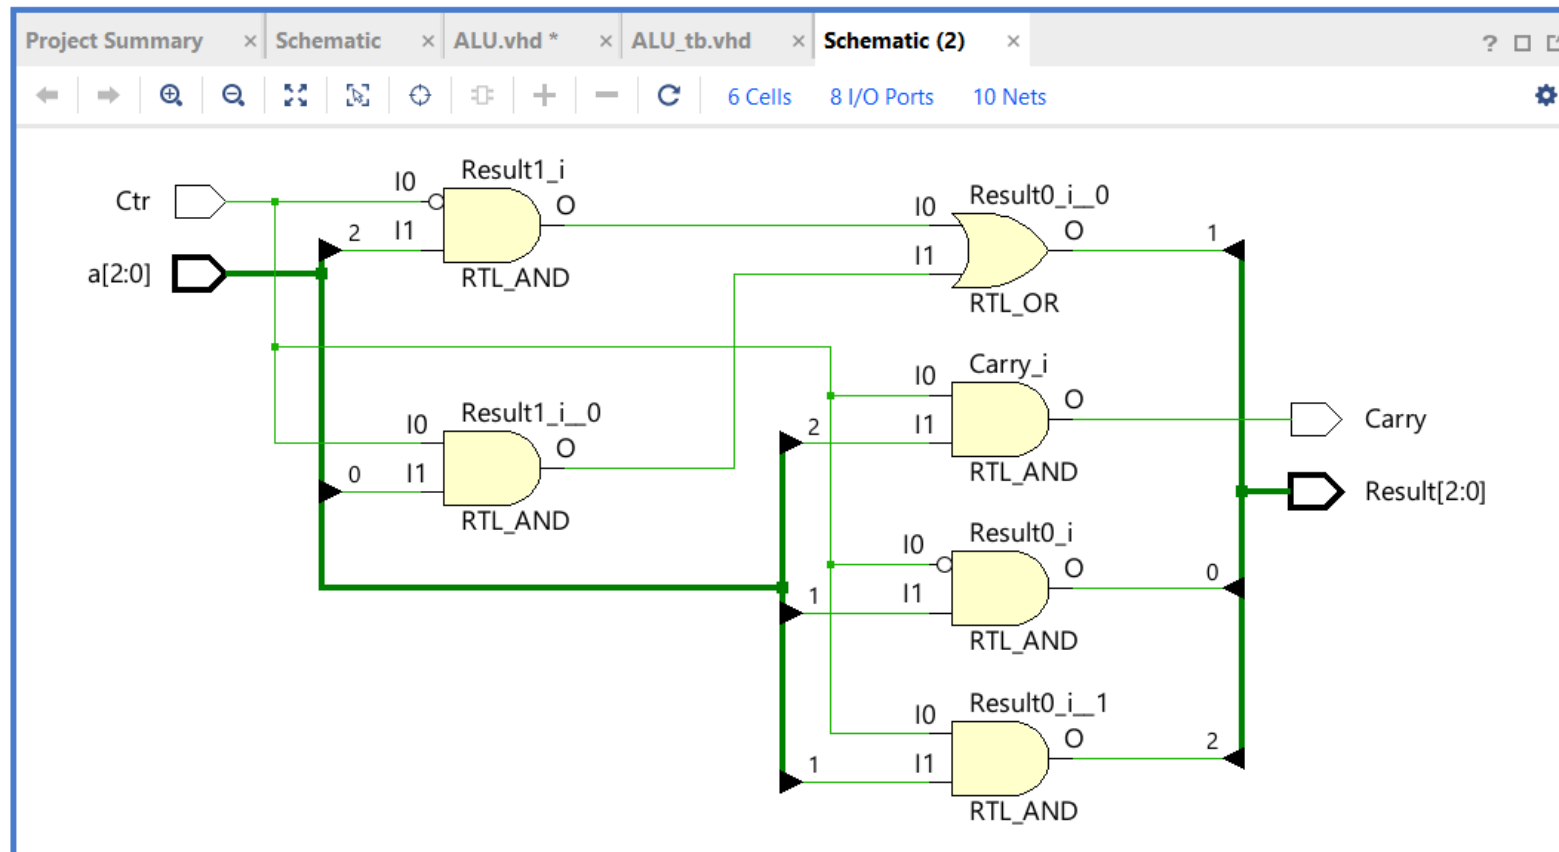 Project Summary × Schematic × ALU.vhd * × ALU_tb.vhd × Schematic (2) × ?
6 Cells 8 I/O Ports 10 Nets
Result1_i
I0
Ctr
O
I1
2
a[2:0]
RTL_AND
Result0_i__0
I0
O
1
I1
RTL_OR
Result1_i__0
I0
O
0
I1
RTL_AND
Carry_i
I0
O
2
I1
Carry
RTL_AND
Result[2:0]
Result0_i
I0
O
0
1
I1
RTL_AND
Result0_i__1
I0
O
2
1
I1
RTL_AND